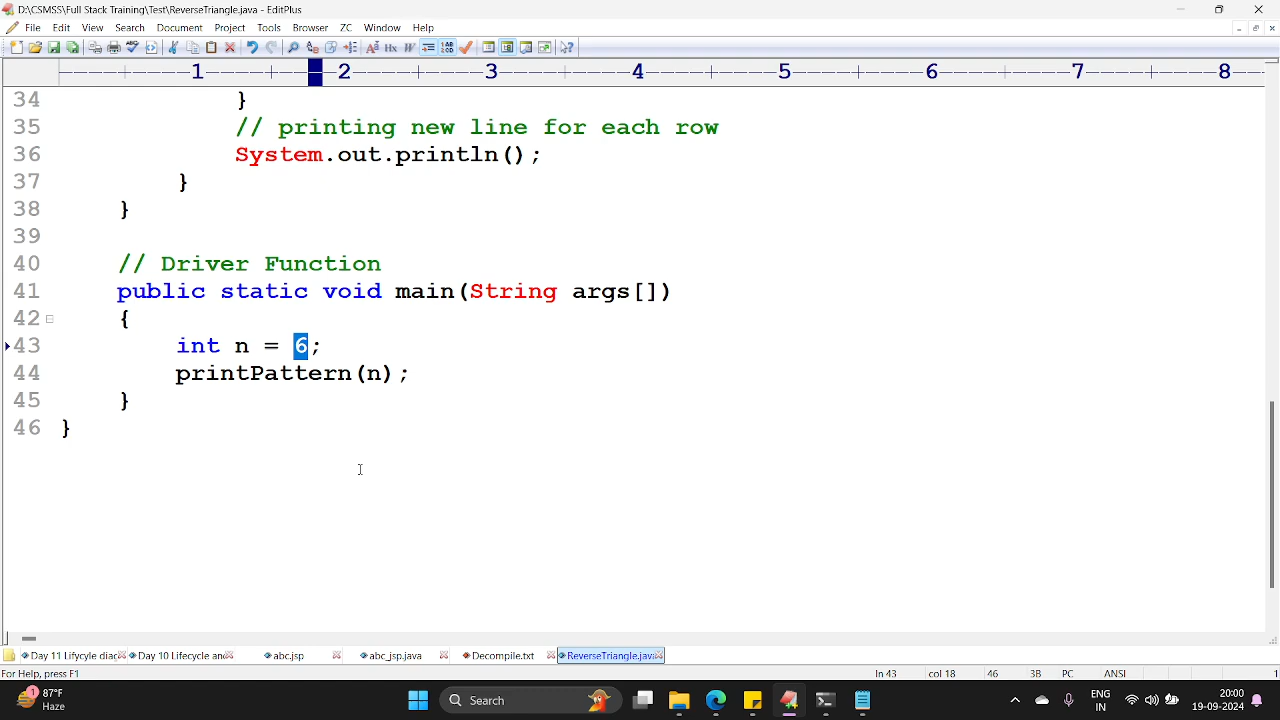 D:\CSMSS\Full Stack Training\Test\ReverseTriangle.java - EditPlus
File Edit View Search Document Project Tools Browser ZC Window Help
1 2 3 4 5 6 7 8
34 }
35 // printing new line for each row
36 System.out.println();
37 }
38 }
39
40 // Driver Function
41 public static void main(String args[])
42 {
43 int n = 6;
44 printPattern(n);
45 }
46 }
Day 11 Lifycyle diac Day 10 Lifecycle an abc.jsp abc_jsp.java Decompile.txt ReverseTriangle.java
For Help, press F1 ln 43 col 18 46 3B PC ANSI
87°F
Haze
Search
ENG
IN
20:00
19-09-2024